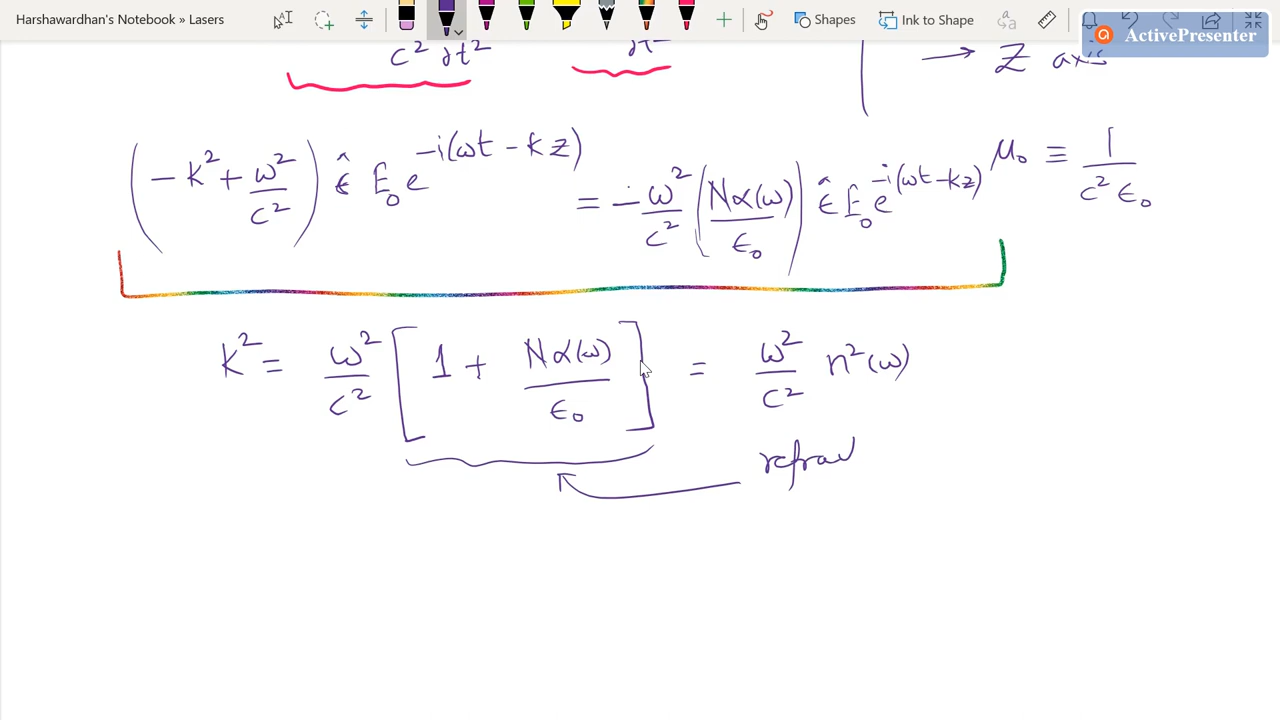 Harshawardhan's Notebook » Lasers
Shapes Ink to Shape
ActivePresenter
c² ∂t² ∂t² → Z axis
(-k² + ω²/c²) ε̂ E₀ e^{-i(ωt - kz)} = -ω²/c² (Nα(ω)/ε₀) ε̂ E₀ e^{-i(ωt-kz)} μ₀ ≡ 1/(c² ε₀)
k² = ω²/c² [1 + Nα(ω)/ε₀] = ω²/c² n²(ω)
refrac